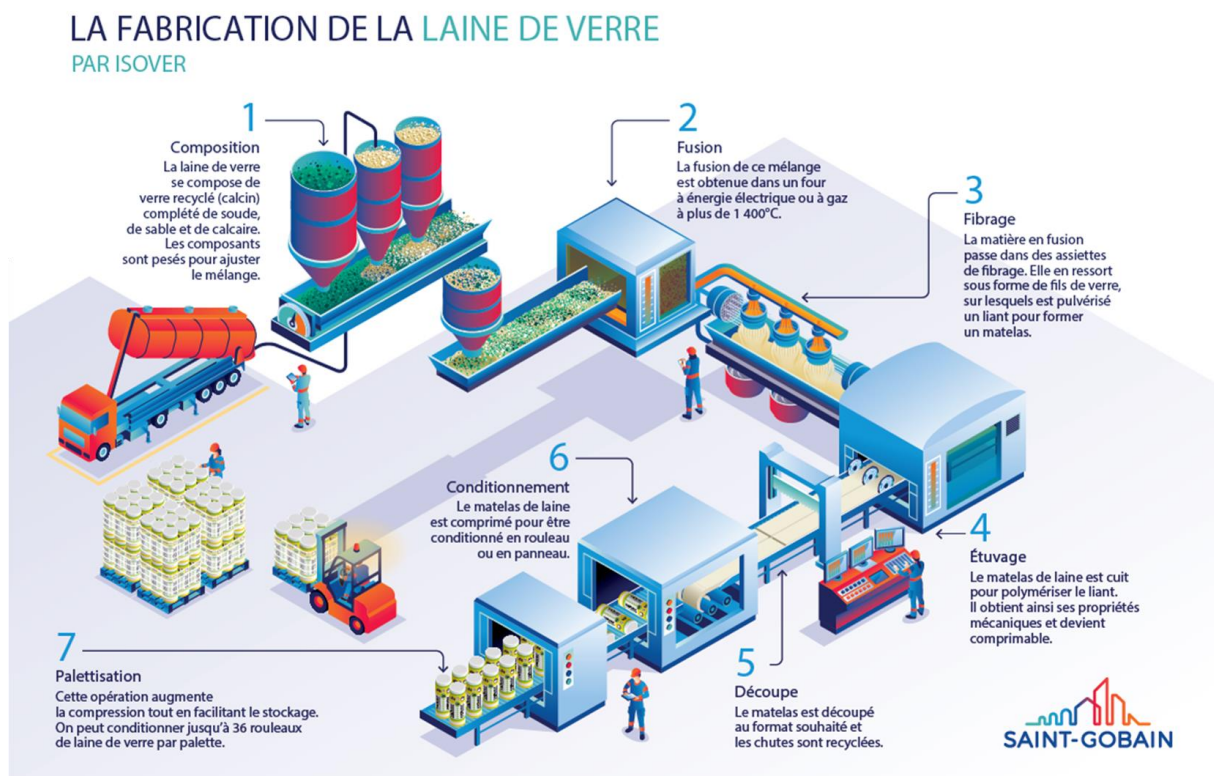 LA FABRICATION DE LA LAINE DE VERRE
PAR ISOVER
1
Composition
La laine de verre
se compose de
verre recyclé (calcin)
complété de soude,
de sable et de calcaire.
Les composants
sont pesés pour ajuster
le mélange.
2
Fusion
La fusion de ce mélange
est obtenue dans un four
à énergie électrique ou à gaz
à plus de 1 400°C.
3
Fibrage
La matière en fusion
passe dans des assiettes
de fibrage. Elle en ressort
sous forme de fils de verre,
sur lesquels est pulvérisé
un liant pour former
un matelas.
4
Étuvage
Le matelas de laine est cuit
pour polymériser le liant.
Il obtient ainsi ses propriétés
mécaniques et devient
comprimable.
5
Découpe
Le matelas est découpé
au format souhaité et
les chutes sont recyclées.
6
Conditionnement
Le matelas de laine
est comprimé pour être
conditionné en rouleau
ou en panneau.
7
Palettisation
Cette opération augmente
la compression tout en facilitant le stockage.
On peut conditionner jusqu'à 36 rouleaux
de laine de verre par palette.
SAINT-GOBAIN